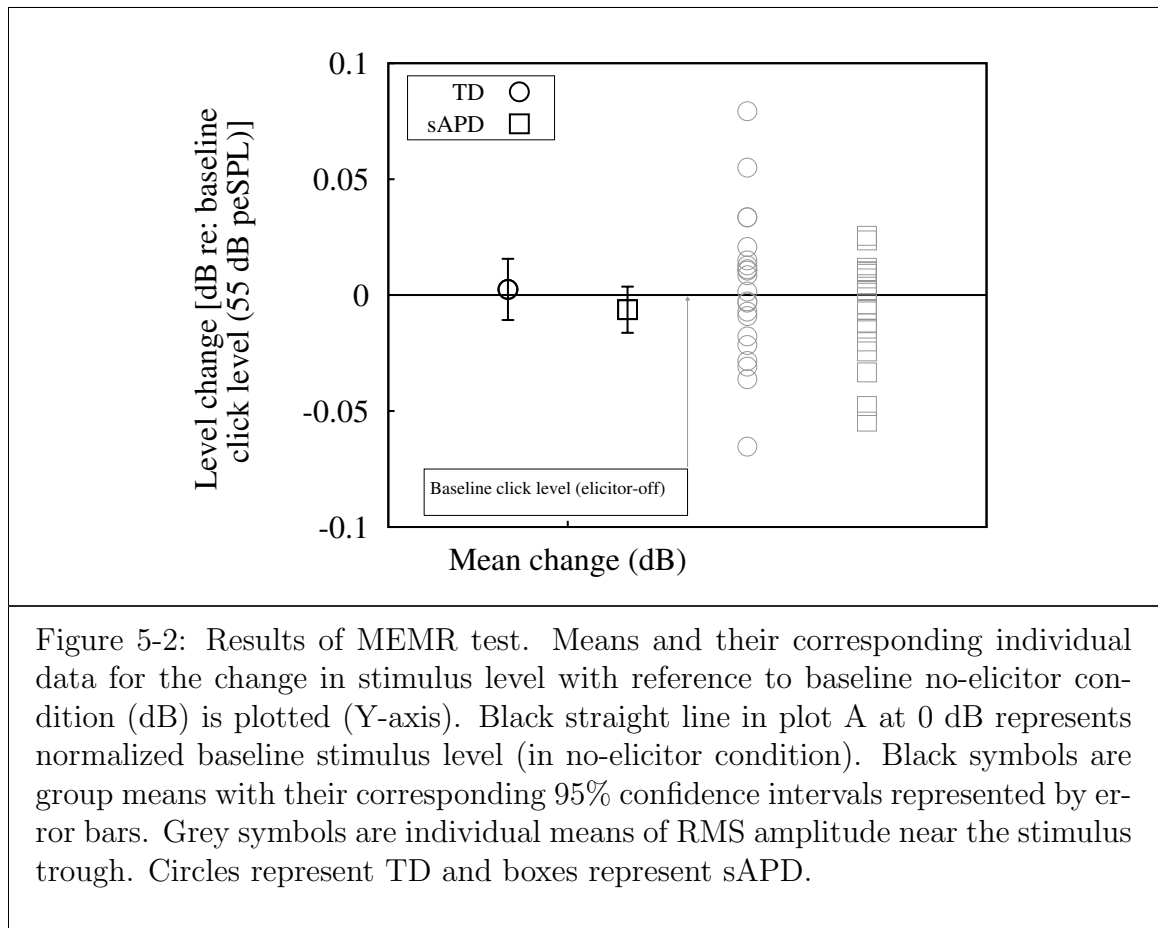 0.1
TD
sAPD
0.05
0
-0.05
-0.1
Level change [dB re: baseline
click level (55 dB peSPL)]
Baseline click level (elicitor-off)
Mean change (dB)
Figure 5-2: Results of MEMR test. Means and their corresponding individual
data for the change in stimulus level with reference to baseline no-elicitor con-
dition (dB) is plotted (Y-axis). Black straight line in plot A at 0 dB represents
normalized baseline stimulus level (in no-elicitor condition). Black symbols are
group means with their corresponding 95% confidence intervals represented by er-
ror bars. Grey symbols are individual means of RMS amplitude near the stimulus
trough. Circles represent TD and boxes represent sAPD.